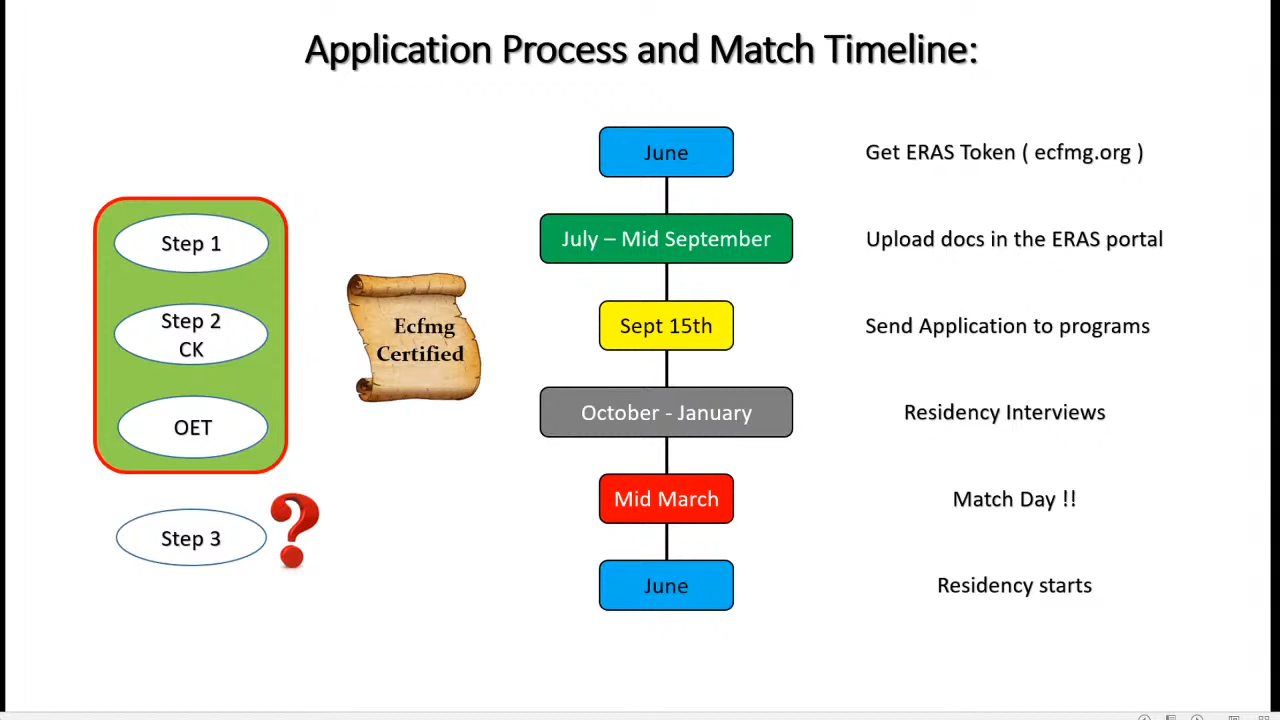 Application Process and Match Timeline:
Step 1
Step 2
CK
OET
Step 3
?
Ecfmg
Certified
June
Get ERAS Token ( ecfmg.org )
July – Mid September
Upload docs in the ERAS portal
Sept 15th
Send Application to programs
October - January
Residency Interviews
Mid March
Match Day !!
June
Residency starts